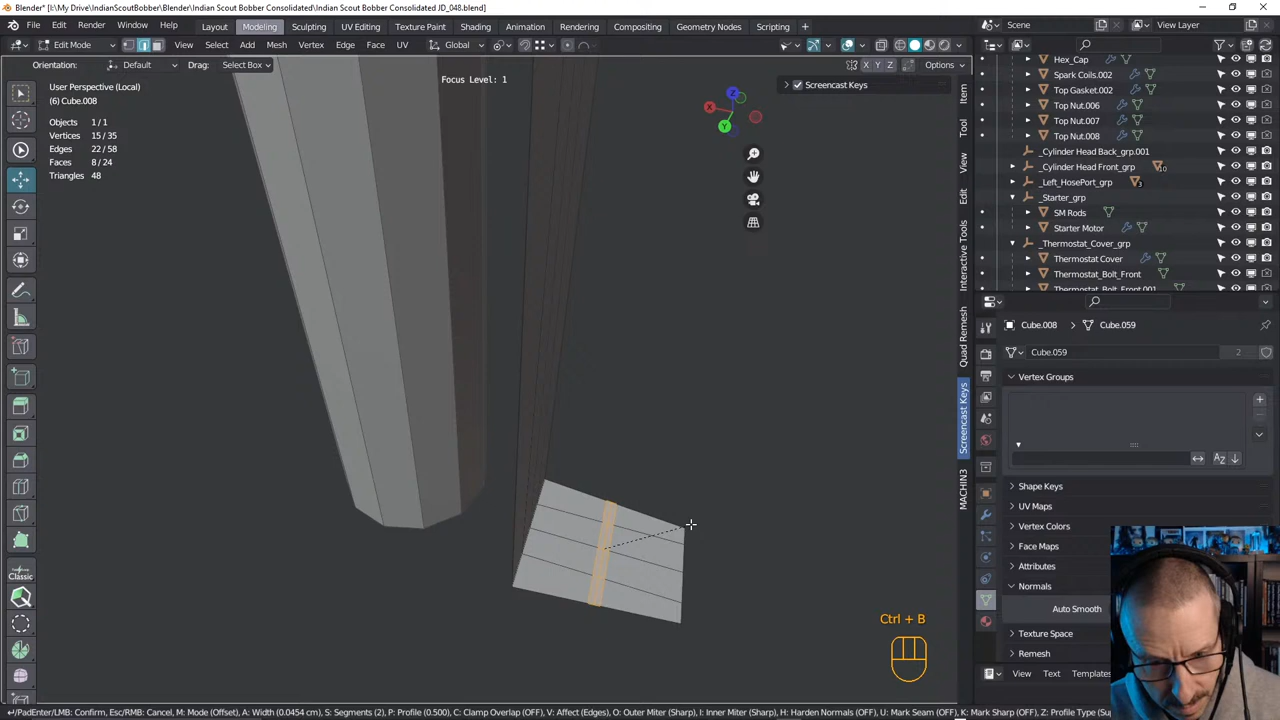 Blender* [I:\My Drive\IndianScoutBobber\Blender\Indian Scout Bobber Consolidated\Indian Scout Bobber Consolidated JD_048.blend]
File Edit Render Window Help Layout Modeling Sculpting UV Editing Texture Paint Shading Animation Rendering Compositing Geometry Nodes Scripting + Scene View Layer
Edit Mode View Select Add Mesh Vertex Edge Face UV Global
Orientation: Default Drag: Select Box X Y Z Options
User Perspective (Local)
(6) Cube.008
Objects 1 / 1
Vertices 15 / 35
Edges 22 / 58
Faces 8 / 24
Triangles 48
Focus Level: 1
Screencast Keys
X
Y
Z
Item
Tool
View
Edit
Interactive Tools
Quad Remesh
Screencast Keys
MACHIN3
Classic
Ctrl + B
Hex_Cap
Spark Coils.002
Top Gasket.002
Top Nut.006
Top Nut.007
Top Nut.008
_Cylinder Head Back_grp.001
_Cylinder Head Front_grp 10
_Left_HosePort_grp 3
_Starter_grp
SM Rods
Starter Motor
_Thermostat_Cover_grp
Thermostat Cover
Thermostat_Bolt_Front
Thermostat_Bolt_Front.001
Cube.008 Cube.059
Cube.059 2
Vertex Groups
Shape Keys
UV Maps
Vertex Colors
Face Maps
Attributes
Normals
Auto Smooth
Texture Space
Remesh
View Text Templates
↵/PadEnter/LMB: Confirm, Esc/RMB: Cancel, M: Mode (Offset), A: Width (0.0454 cm), S: Segments (2), P: Profile (0.500), C: Clamp Overlap (OFF), V: Affect (Edges), O: Outer Miter (Sharp), I: Inner Miter (Sharp), H: Harden Normals (OFF), U: Mark Seam (OFF), K: Mark Sharp (OFF), Z: Profile Type (Su